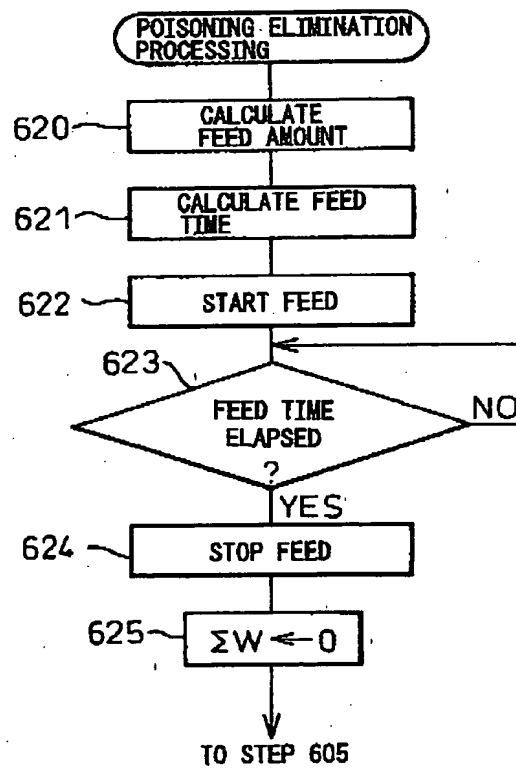 POISONING ELIMINATION
PROCESSING
620
CALCULATE
FEED AMOUNT
621
CALCULATE FEED
TIME
622
START FEED
623
FEED TIME
ELAPSED
?
NO
YES
624
STOP FEED
625
ΣW ← 0
TO STEP 605